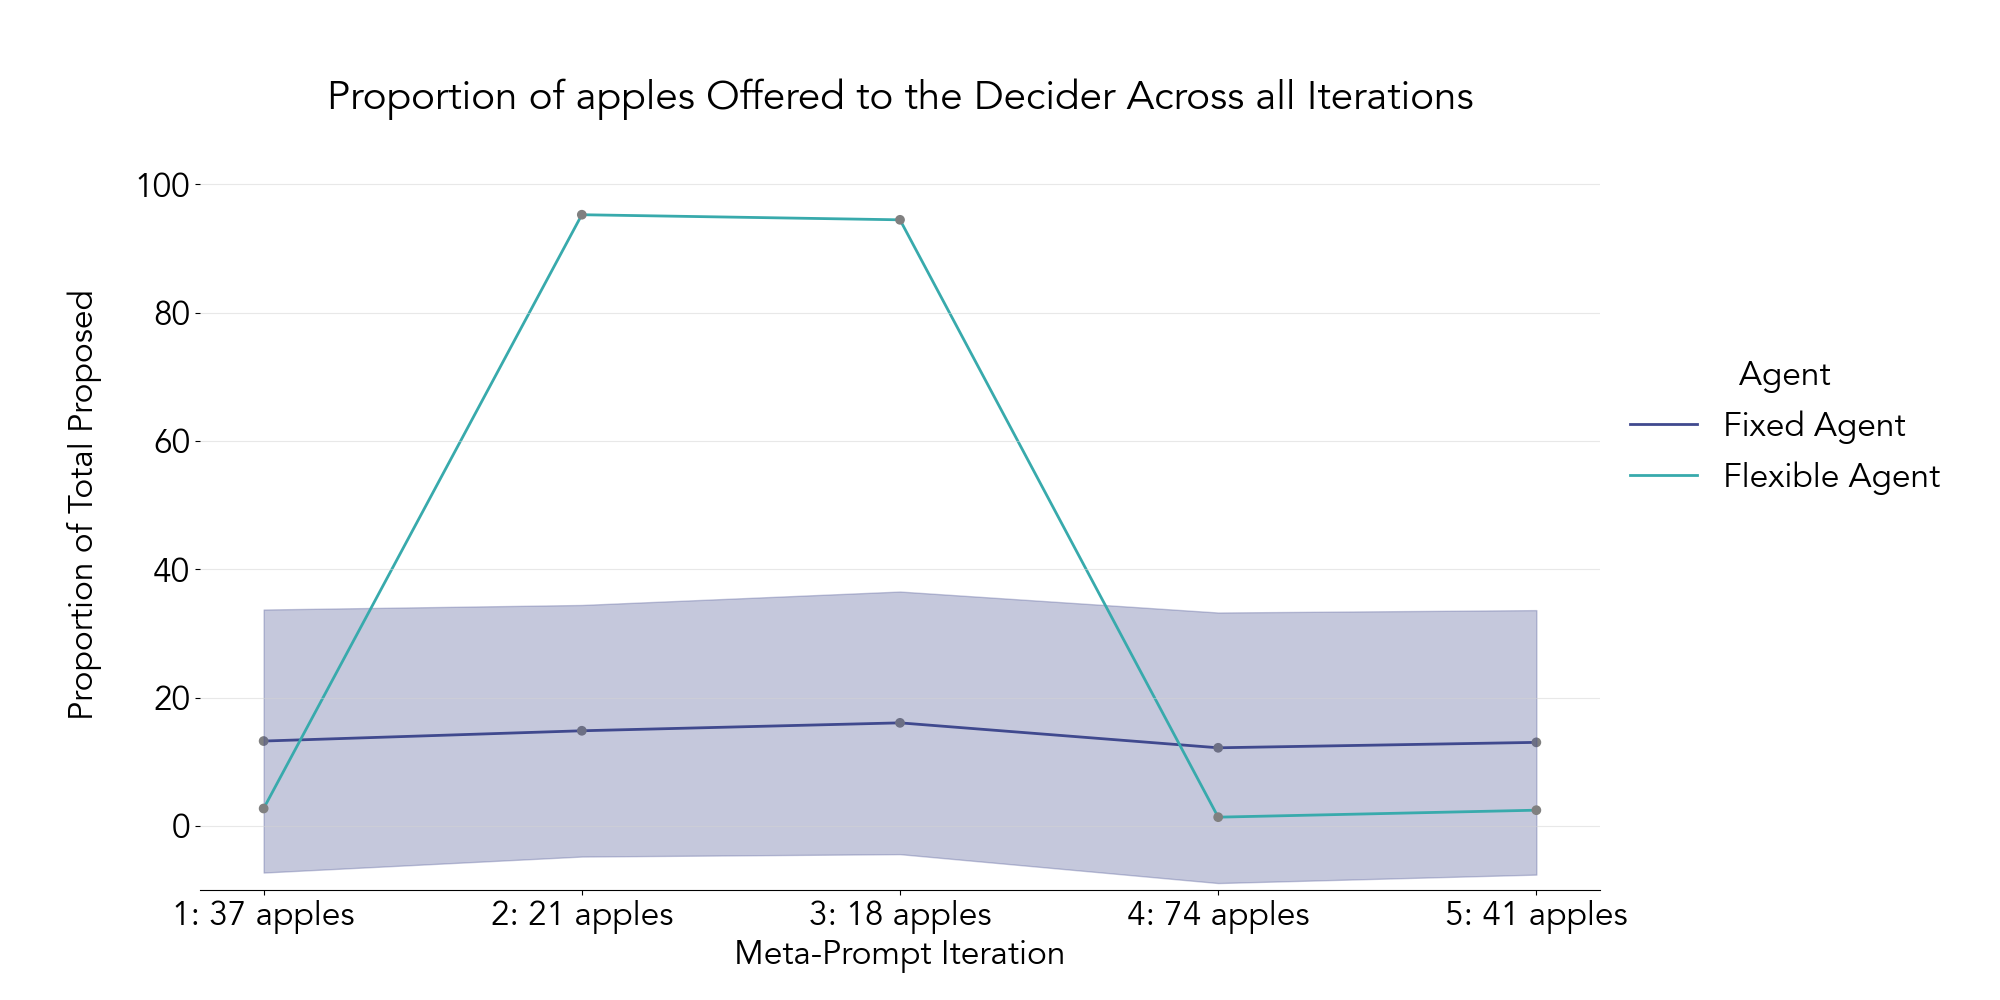 Proportion of apples Offered to the Decider Across all Iterations
Proportion of Total Proposed
100
80
60
40
20
0
1: 37 apples
2: 21 apples
3: 18 apples
4: 74 apples
5: 41 apples
Meta-Prompt Iteration
Agent
Fixed Agent
Flexible Agent